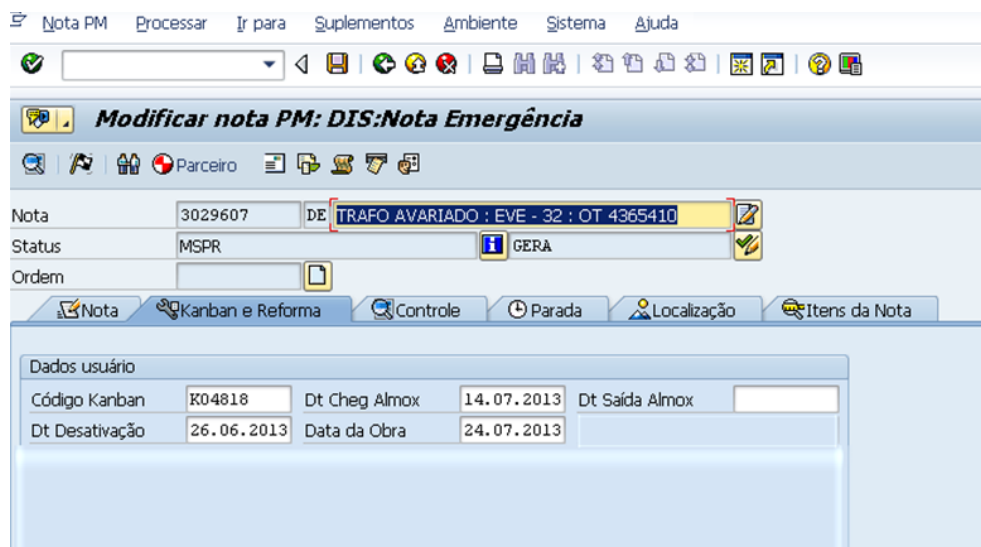 Nota PM Processar Ir para Suplementos Ambiente Sistema Ajuda
Modificar nota PM: DIS:Nota Emergência
Parceiro
Nota 3029607 DE TRAFO AVARIADO : EVE - 32 : OT 4365410
Status MSPR GERA
Ordem
Nota Kanban e Reforma Controle Parada Localização Itens da Nota
Dados usuário
Código Kanban K04818 Dt Cheg Almox 14.07.2013 Dt Saída Almox
Dt Desativação 26.06.2013 Data da Obra 24.07.2013